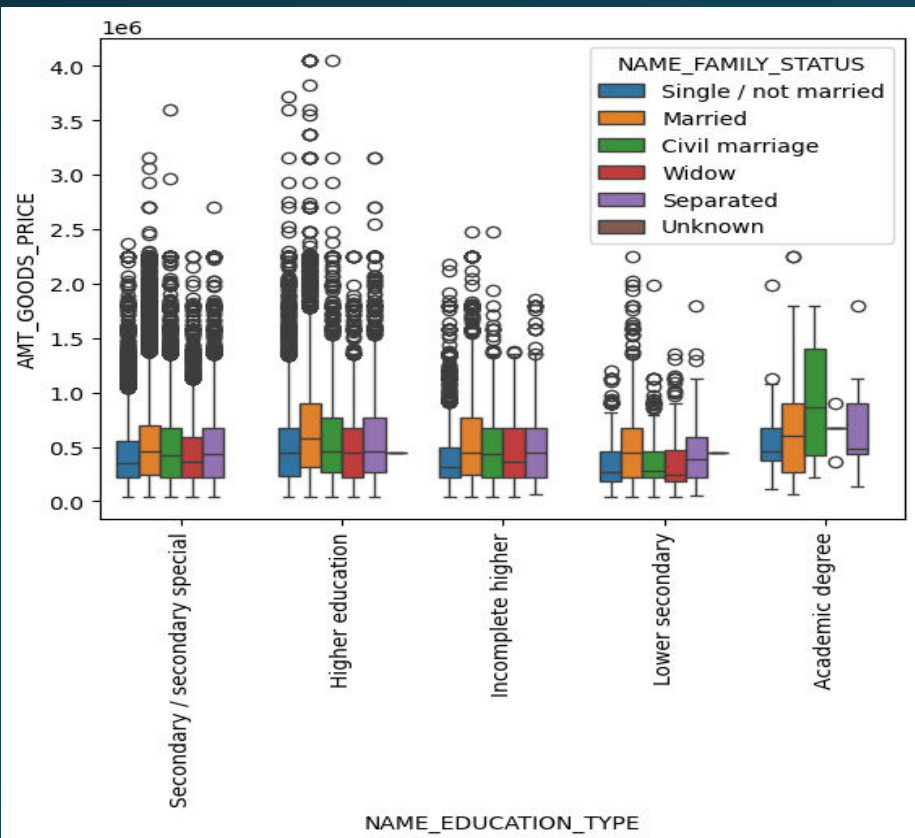 1e6
4.0
3.5
3.0
2.5
2.0
1.5
1.0
0.5
0.0
AMT_GOODS_PRICE
NAME_FAMILY_STATUS
Single / not married
Married
Civil marriage
Widow
Separated
Unknown
Secondary / secondary special
Higher education
Incomplete higher
Lower secondary
Academic degree
NAME_EDUCATION_TYPE